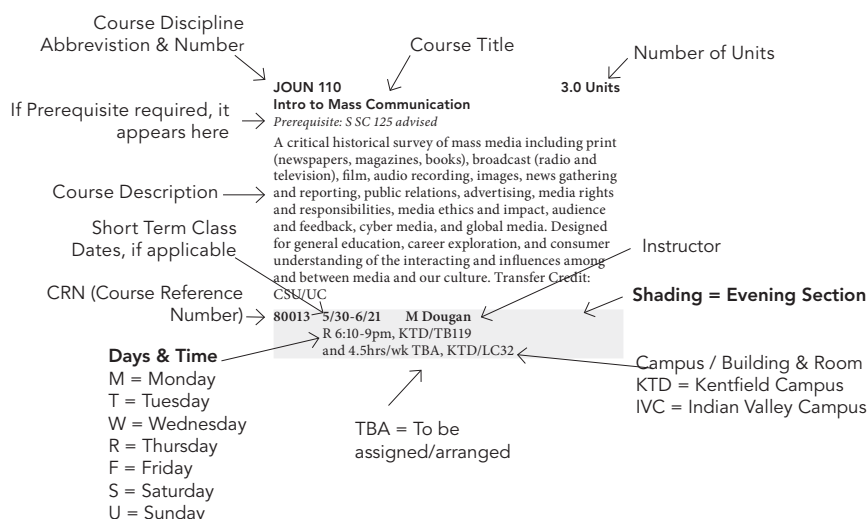 Course Discipline
Abbrevistion & Number
Course Title
Number of Units
JOUN 110
3.0 Units
Intro to Mass Communication
If Prerequisite required, it
appears here
Prerequisite: S SC 125 advised
A critical historical survey of mass media including print
(newspapers, magazines, books), broadcast (radio and
television), film, audio recording, images, news gathering
and reporting, public relations, advertising, media rights
and responsibilities, media ethics and impact, audience
and feedback, cyber media, and global media. Designed
for general education, career exploration, and consumer
understanding of the interacting and influences among
and between media and our culture. Transfer Credit:
CSU/UC
Course Description
Short Term Class
Dates, if applicable
Instructor
CRN (Course Reference
Number)
Shading = Evening Section
80013 5/30-6/21 M Dougan
R 6:10-9pm, KTD/TB119
and 4.5hrs/wk TBA, KTD/LC32
Days & Time
M = Monday
T = Tuesday
W = Wednesday
R = Thursday
F = Friday
S = Saturday
U = Sunday
TBA = To be
assigned/arranged
Campus / Building & Room
KTD = Kentfield Campus
IVC = Indian Valley Campus